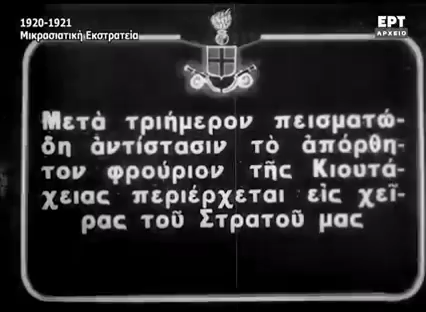 1920-1921
Μικρασιατική Εκστρατεία
ΕΡΤ
ΑΡΧΕΙΟ
Μετὰ τριήμερον πεισματώ-
δη ἀντίστασιν τὸ ἀπόρθη-
τον φρούριον τῆς Κιουτά-
χειας περιέρχεται εἰς χεῖ-
ρας τοῦ Στρατοῦ μας